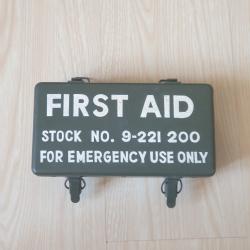 FIRST AID
STOCK NO. 9-221 200
FOR EMERGENCY USE ONLY